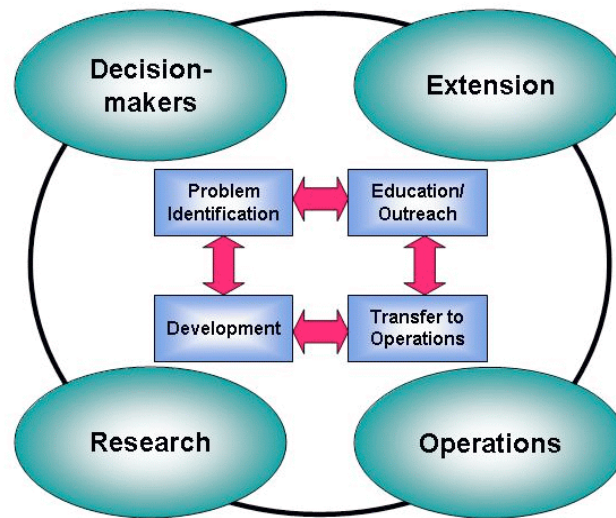 Decision-
makers
Extension
Problem
Identification
Education/
Outreach
Development
Transfer to
Operations
Research
Operations